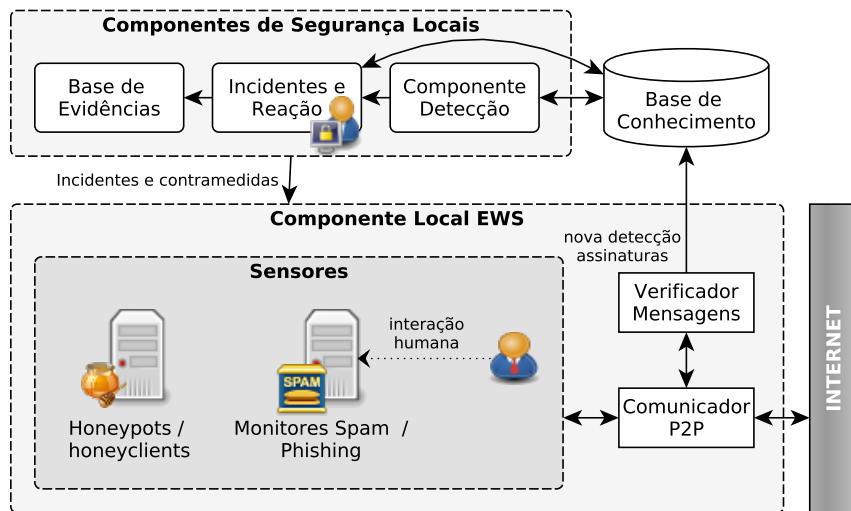 Componentes de Segurança Locais
Base de
Evidências
Incidentes e
Reação
Componente
Detecção
Base de
Conhecimento
Incidentes e contramedidas
Componente Local EWS
nova detecção
assinaturas
Sensores
Verificador
Mensagens
interação
humana
SPAM
Honeypots /
honeyclients
Monitores Spam /
Phishing
Comunicador
P2P
INTERNET